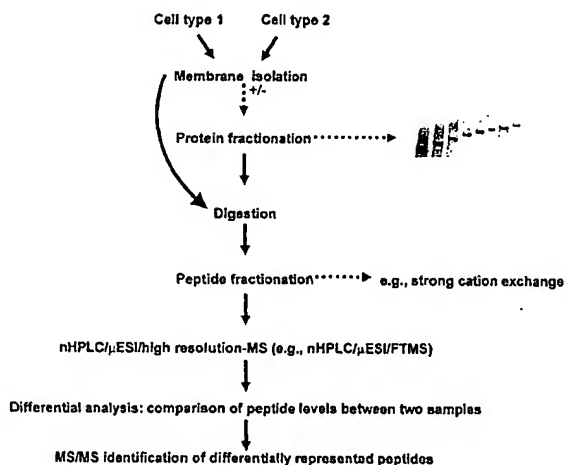 Cell type 1 Cell type 2
Membrane isolation
+/-
Protein fractionation
Digestion
Peptide fractionation
e.g., strong cation exchange
nHPLC/μESI/high resolution-MS (e.g., nHPLC/μESI/FTMS)
Differential analysis: comparison of peptide levels between two samples
MS/MS identification of differentially represented peptides